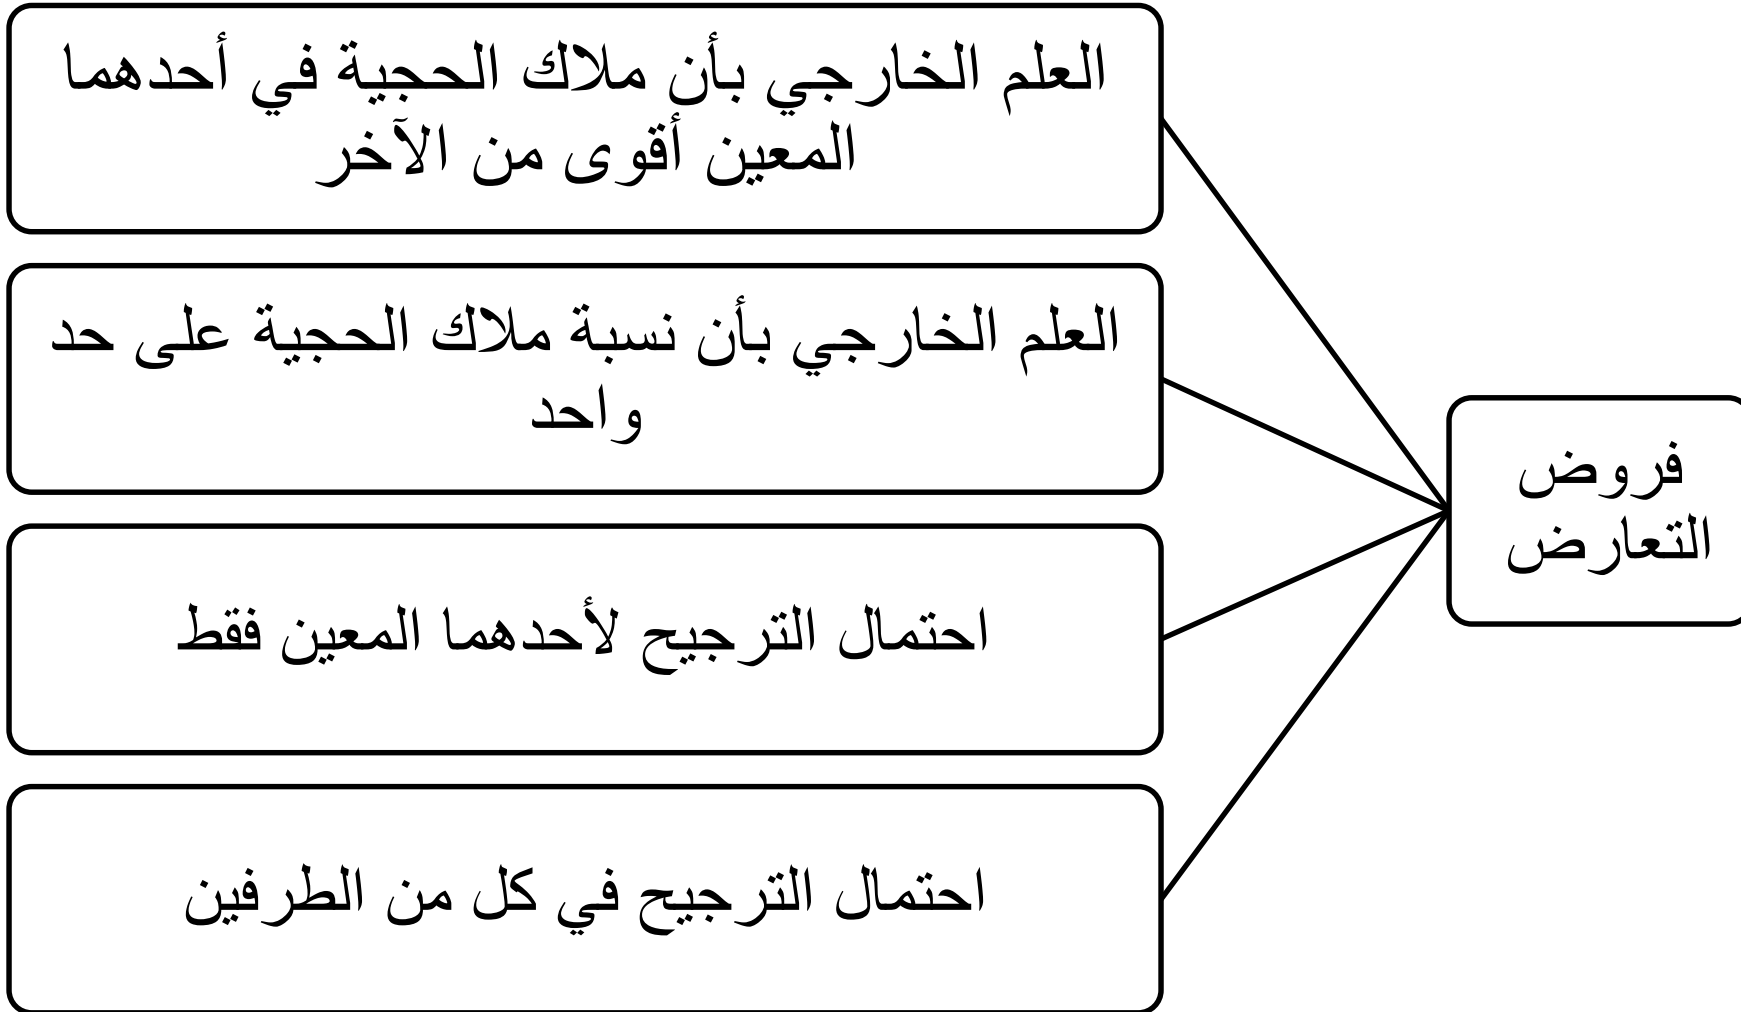 فروض
التعارض
العلم الخارجي بأن ملاك الحجية في أحدهما
المعين أقوى من الآخر
العلم الخارجي بأن نسبة ملاك الحجية على حد
واحد
احتمال الترجيح لأحدهما المعين فقط
احتمال الترجيح في كل من الطرفين